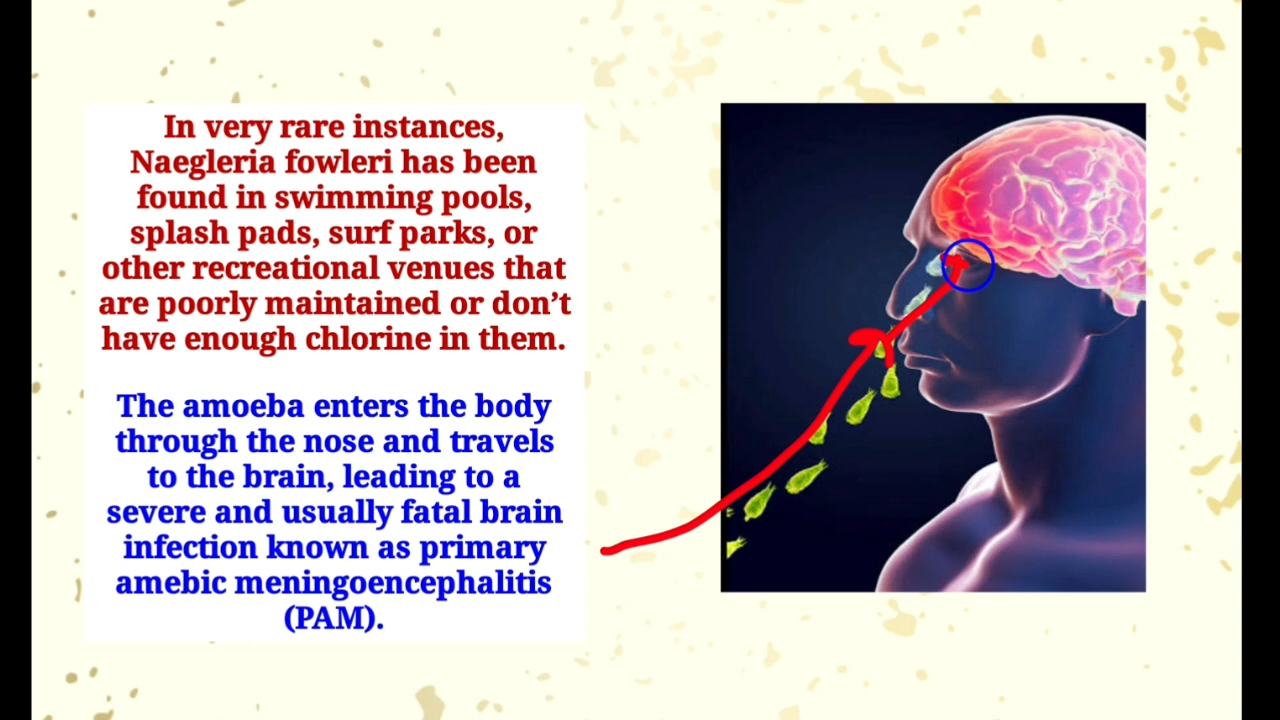 In very rare instances,
Naegleria fowleri has been
found in swimming pools,
splash pads, surf parks, or
other recreational venues that
are poorly maintained or don’t
have enough chlorine in them.
The amoeba enters the body
through the nose and travels
to the brain, leading to a
severe and usually fatal brain
infection known as primary
amebic meningoencephalitis
(PAM).